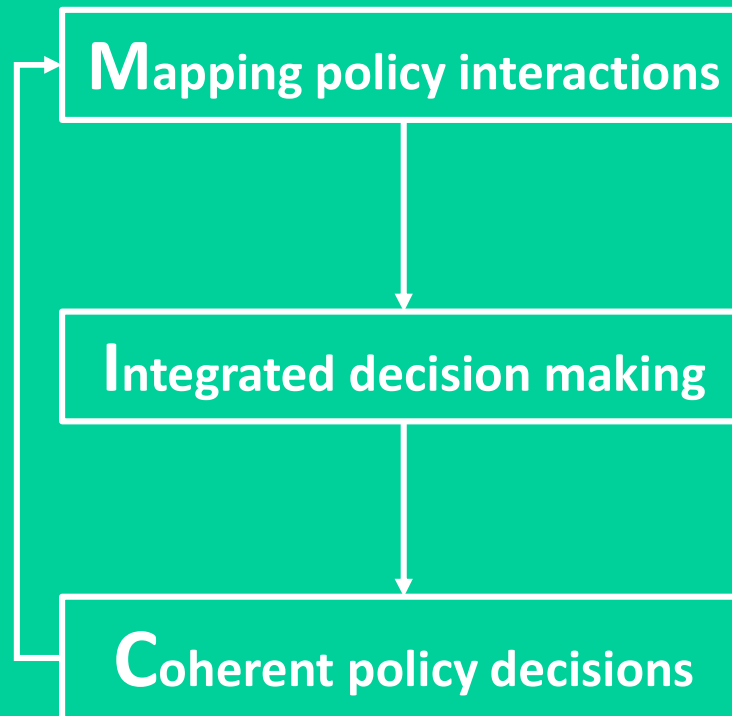 Mapping policy interactions
Integrated decision making
Coherent policy decisions